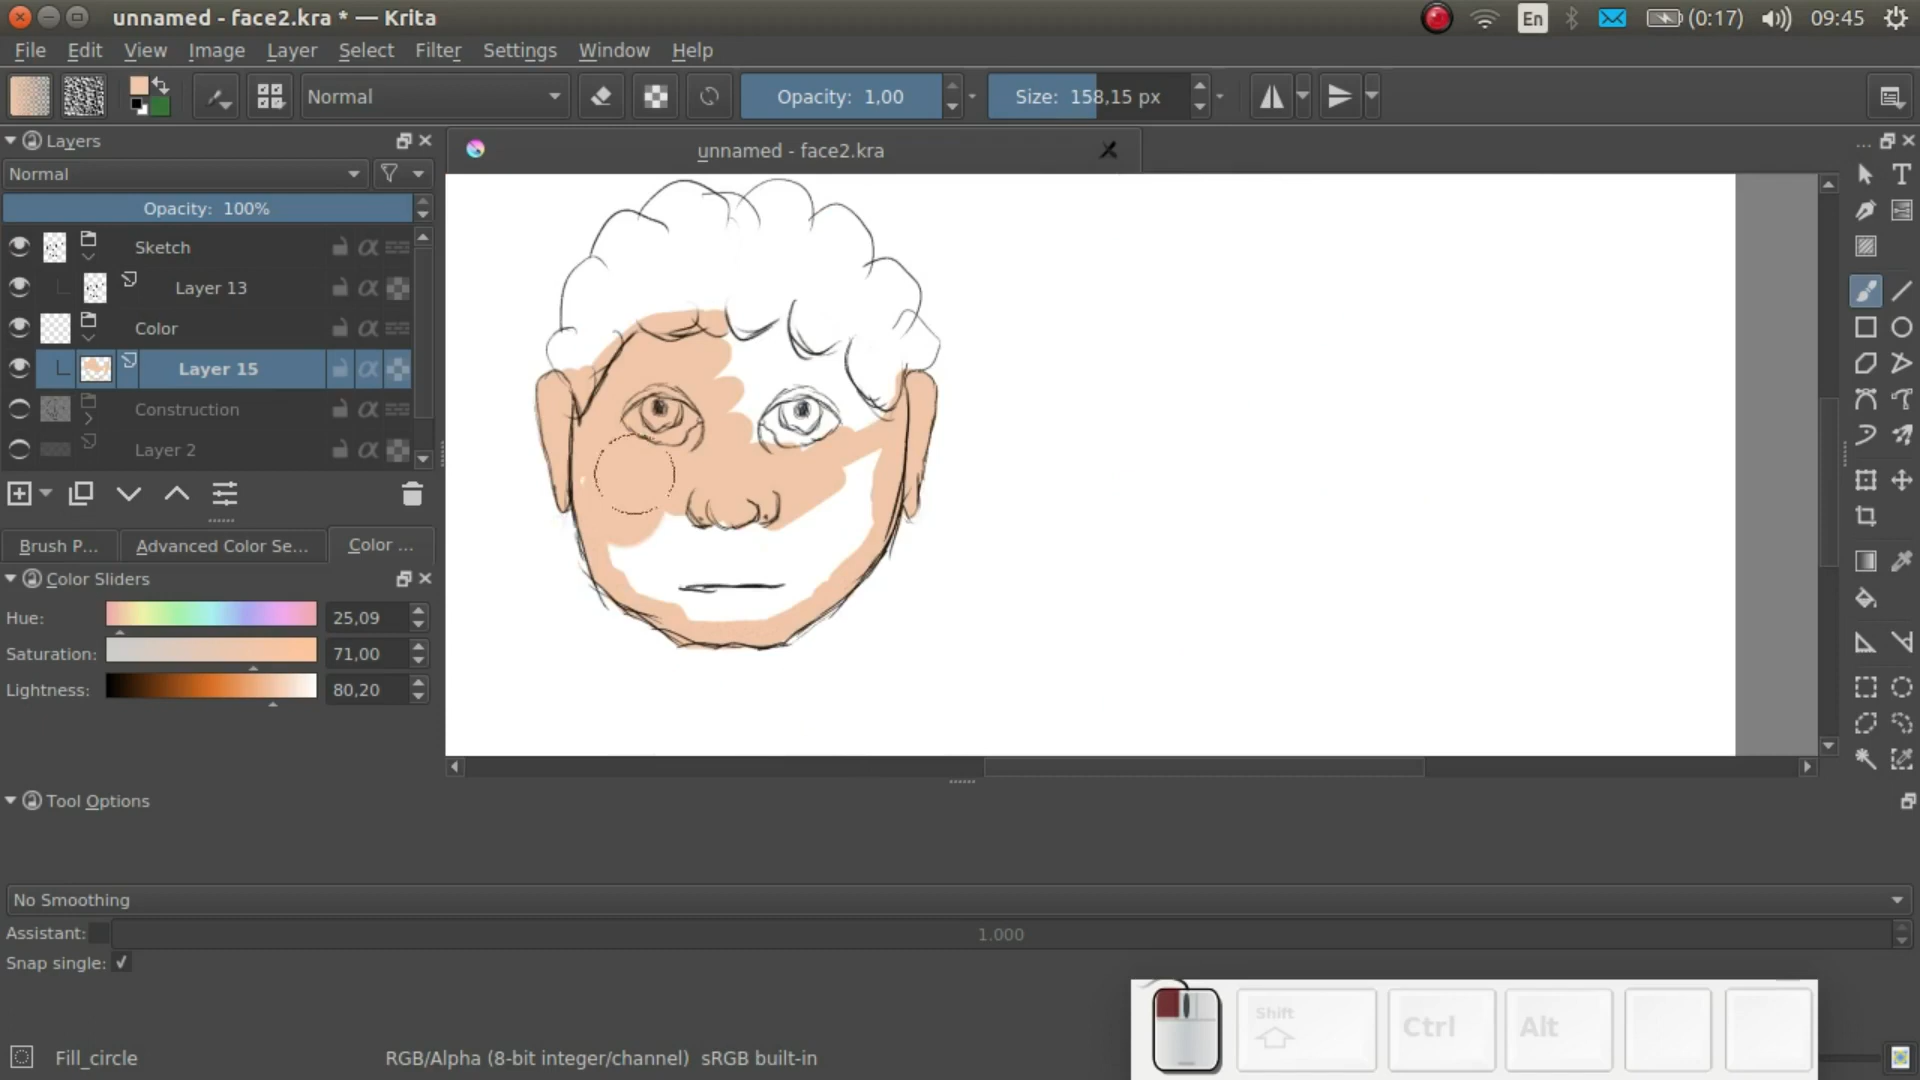 unnamed - face2.kra * — Krita
En (0:17) 09:45
File Edit View Image Layer Select Filter Settings Window Help
Normal Opacity: 1,00 Size: 158,15 px
Layers
unnamed - face2.kra
Normal
Opacity: 100%
Sketch
Layer 13
Color
Layer 15
Construction
Layer 2
Brush P... Advanced Color Se... Color ...
Color Sliders
Hue: 25,09
Saturation: 71,00
Lightness: 80,20
Tool Options
No Smoothing
Assistant: 1.000
Snap single:
Shift Ctrl Alt
Fill_circle RGB/Alpha (8-bit integer/channel) sRGB built-in